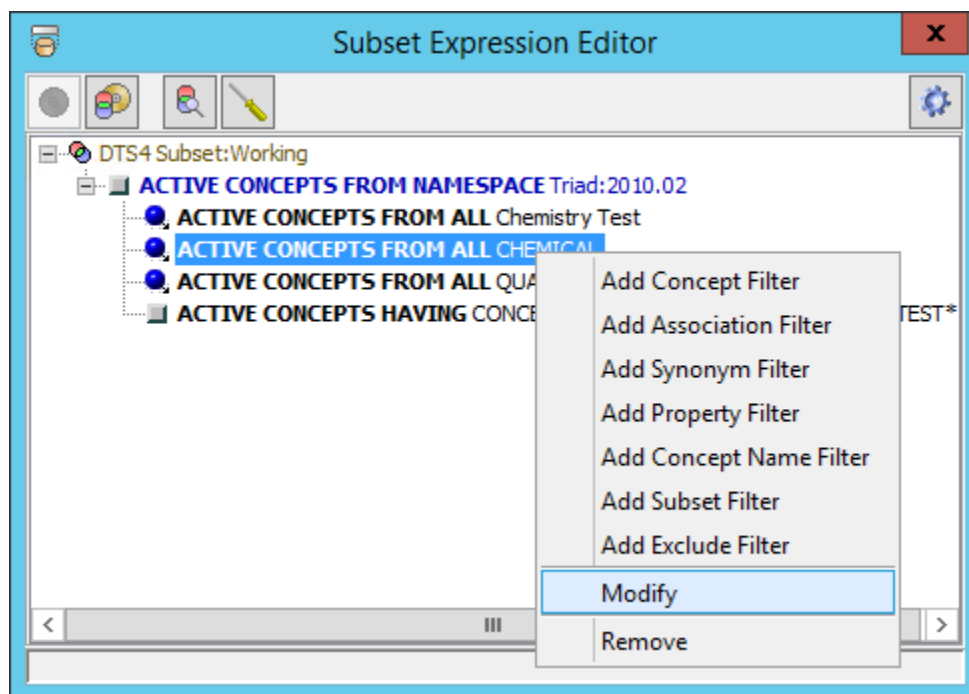 Subset Expression Editor
x
DTS4 Subset:Working
ACTIVE CONCEPTS FROM NAMESPACE Triad:2010.02
ACTIVE CONCEPTS FROM ALL Chemistry Test
ACTIVE CONCEPTS FROM ALL CHEMICAL
ACTIVE CONCEPTS FROM ALL
ACTIVE CONCEPTS HAVING TEST*
Add Concept Filter
Add Association Filter
Add Synonym Filter
Add Property Filter
Add Concept Name Filter
Add Subset Filter
Add Exclude Filter
Modify
Remove